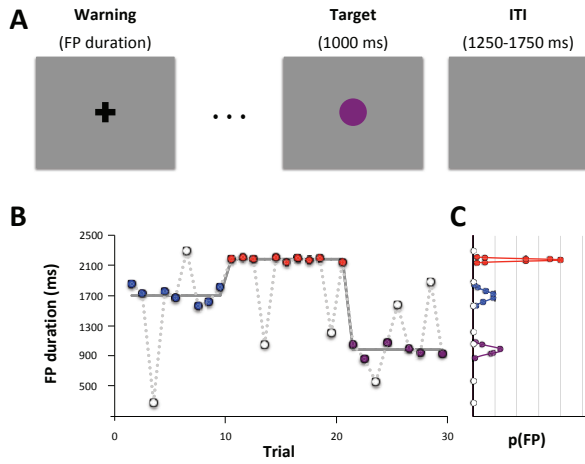 A
Warning
(FP duration)
Target
(1000 ms)
ITI
(1250-1750 ms)
B
FP duration (ms)
2500
2100
1700
1300
900
500
0
10
20
30
Trial
C
p(FP)